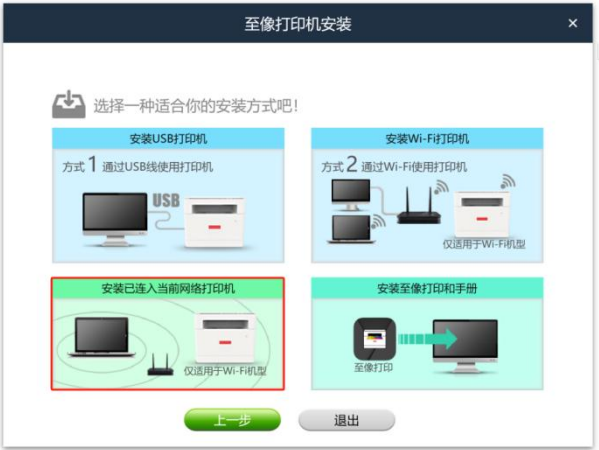 至像打印机安装
×
选择一种适合你的安装方式吧!
安装USB打印机
方式 1 通过USB线使用打印机
USB
安装Wi-Fi打印机
方式 2 通过Wi-Fi使用打印机
仅适用于Wi-Fi机型
安装已连入当前网络打印机
仅适用于Wi-Fi机型
安装至像打印和手册
至像打印
上一步
退出